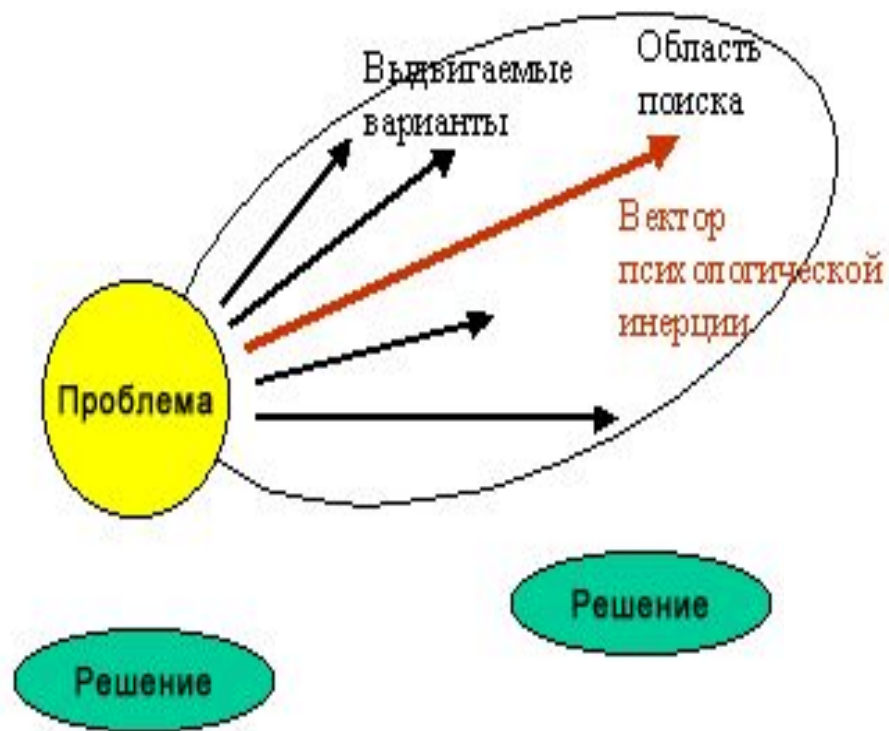 Выдвигаемые
варианты
Область
поиска
Вектор
психологической
инерции
Проблема
Решение
Решение